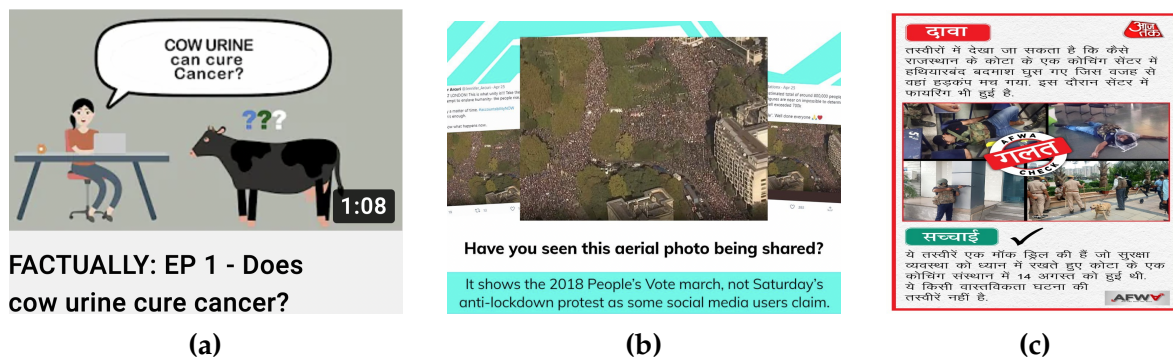 COW URINE
can cure
Cancer?
???
1:08
FACTUALLY: EP 1 - Does
cow urine cure cancer?
(a)
Have you seen this aerial photo being shared?
It shows the 2018 People's Vote march, not Saturday's
anti-lockdown protest as some social media users claim.
(b)
दावा
आज
तक
तस्वीरों में देखा जा सकता है कि कैसे
राजस्थान के कोटा के एक कोचिंग सेंटर में
हथियारबंद बदमाश घुस गए जिस वजह से
वहां हड़कंप मच गया. इस दौरान सेंटर में
फायरिंग भी हुई है.
AFWA
गलत
CHECK
सच्चाई
ये तस्वीरें एक मॉक ड्रिल की हैं जो सुरक्षा
व्यवस्था को ध्यान में रखते हुए कोटा के एक
कोचिंग संस्थान में 14 अगस्त को हुई थी.
ये किसी वास्तविकता घटना की
तस्वीरें नहीं है.
AFWA
(c)